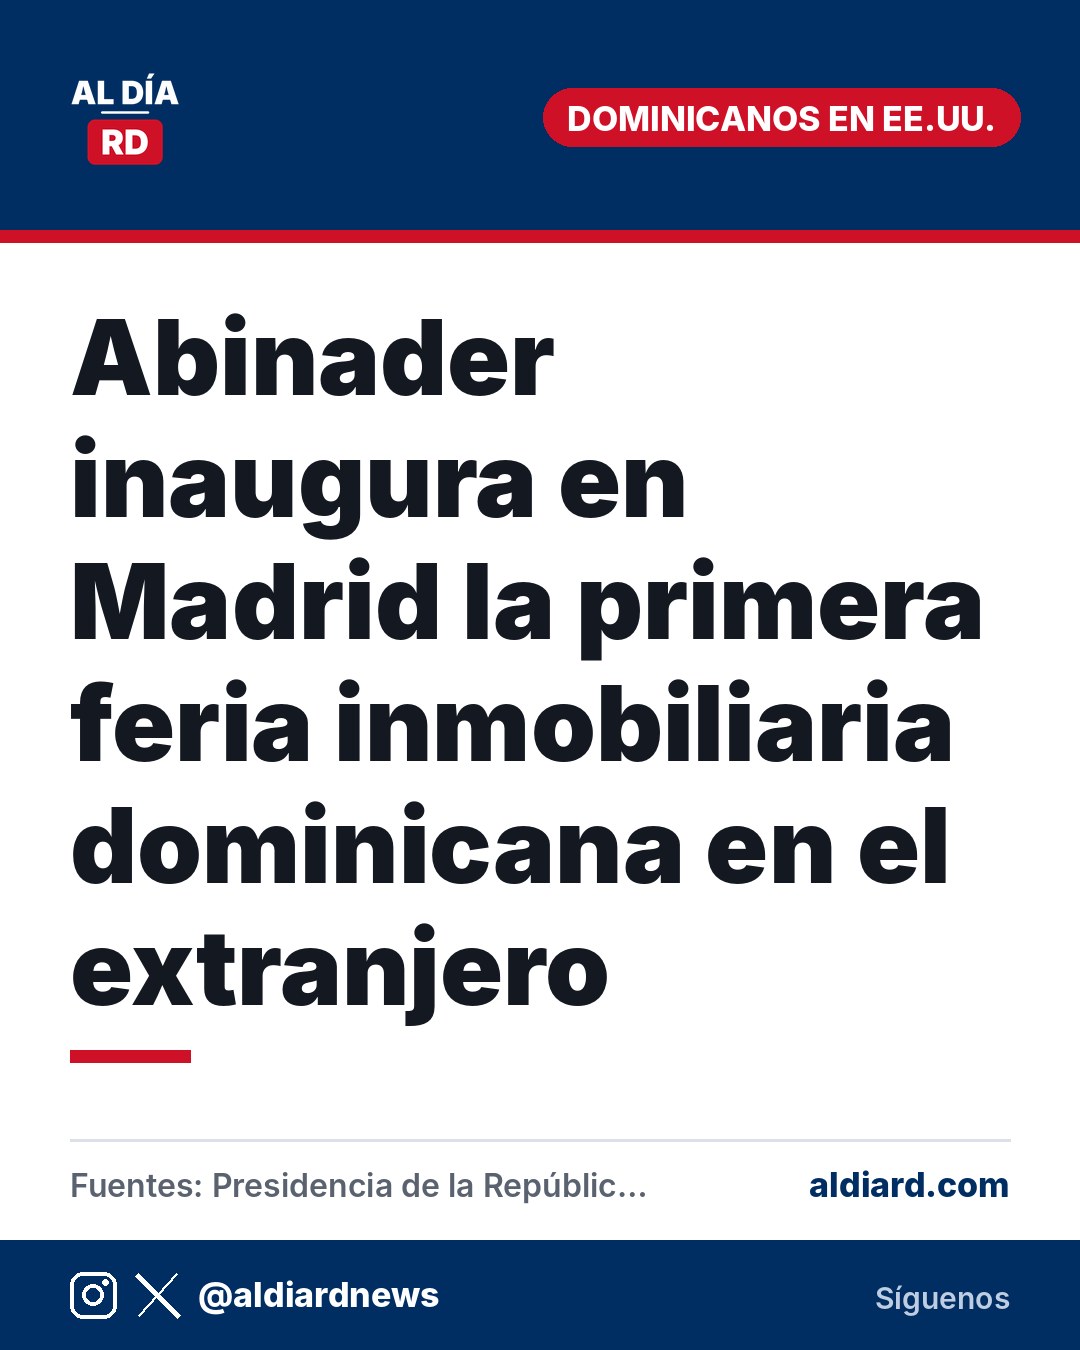 AL DÍA
RD
DOMINICANOS EN EE.UU.
Abinader
inaugura en
Madrid la primera
feria inmobiliaria
dominicana en el
extranjero
Fuentes: Presidencia de la Repúblic...
aldiard.com
@aldiardnews
Síguenos